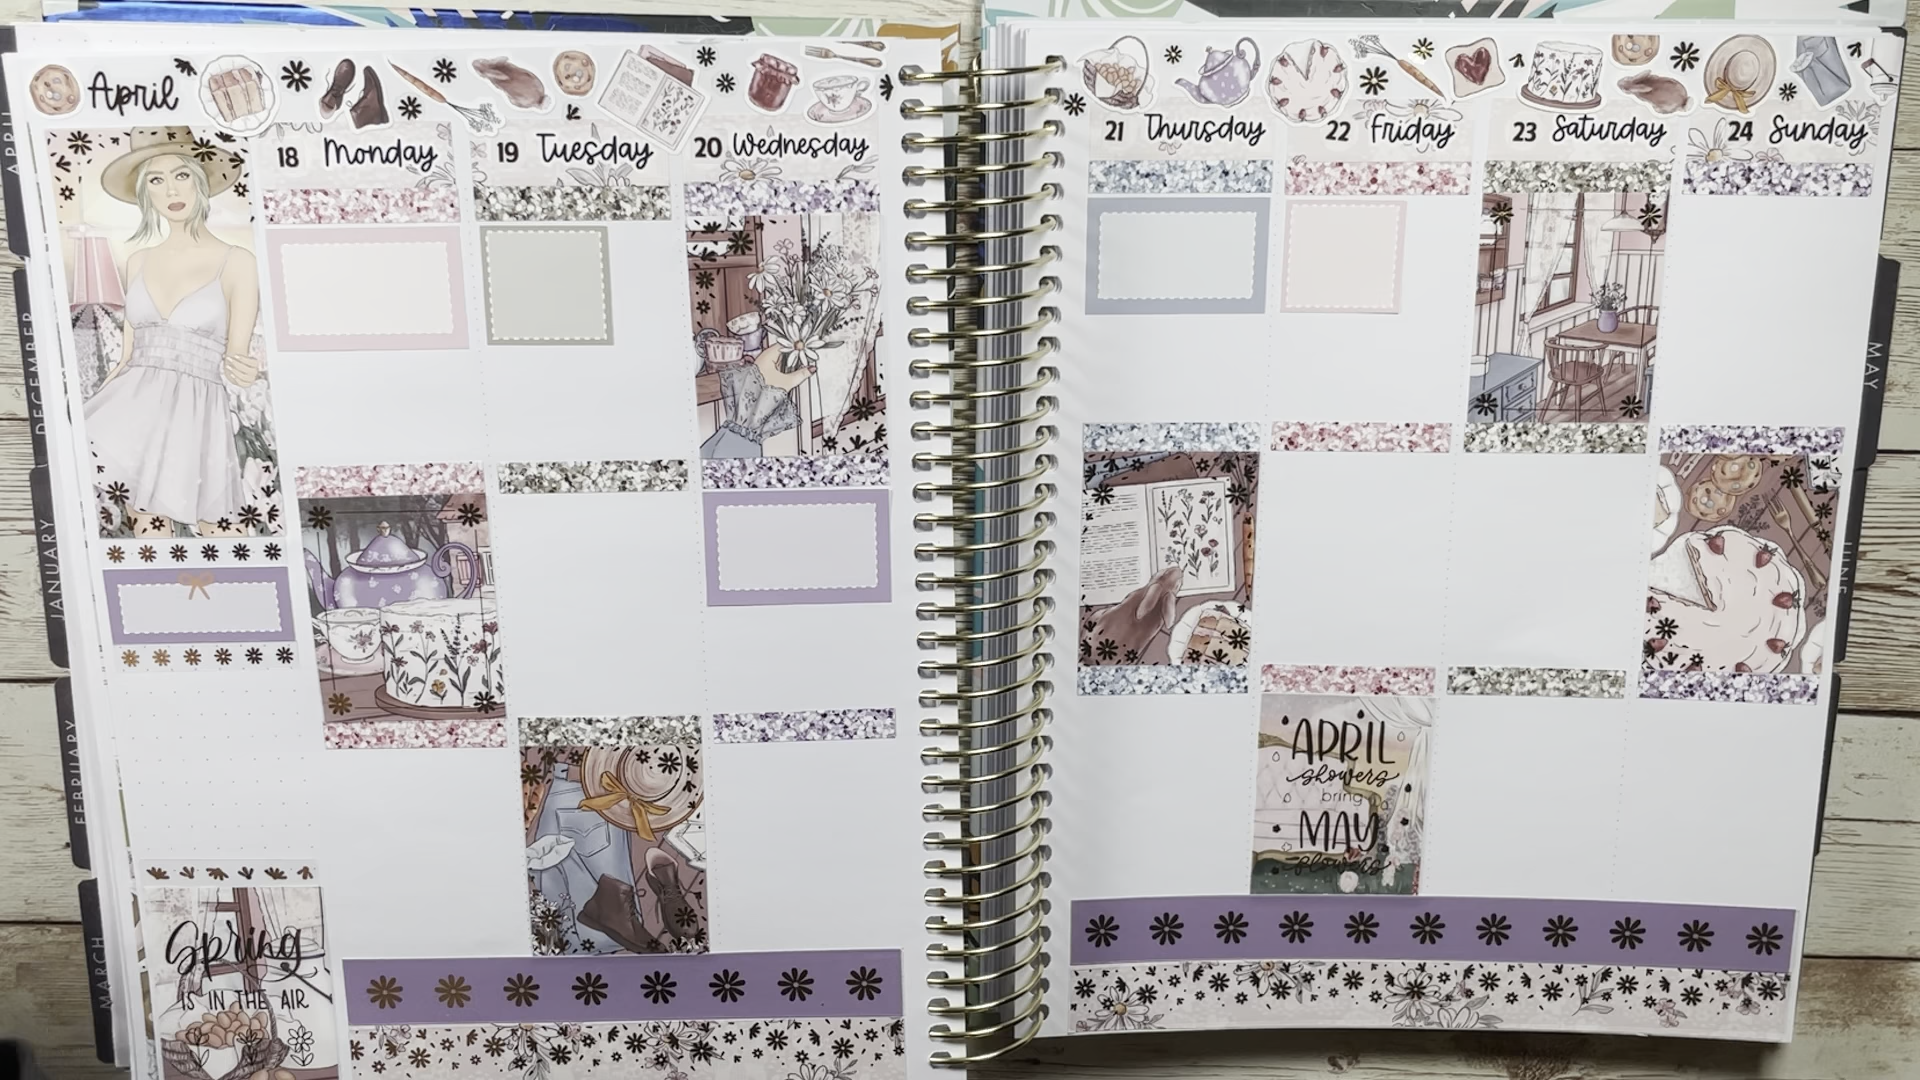 April
18 Monday
19 Tuesday
20 Wednesday
21 Thursday
22 Friday
23 Saturday
24 Sunday
APRIL
DECEMBER
JANUARY
FEBRUARY
MARCH
MAY
JUNE
Spring
IS IN THE AIR
APRIL
showers
bring
MAY
flowers